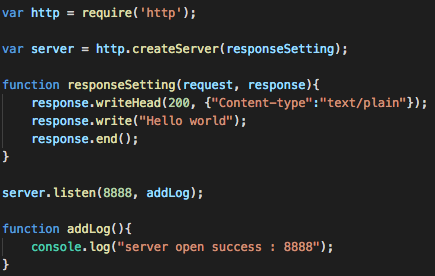 var http = require('http');
var server = http.createServer(responseSetting);
function responseSetting(request, response){
response.writeHead(200, {"Content-type":"text/plain"});
response.write("Hello world");
response.end();
}
server.listen(8888, addLog);
function addLog(){
console.log("server open success : 8888");
}